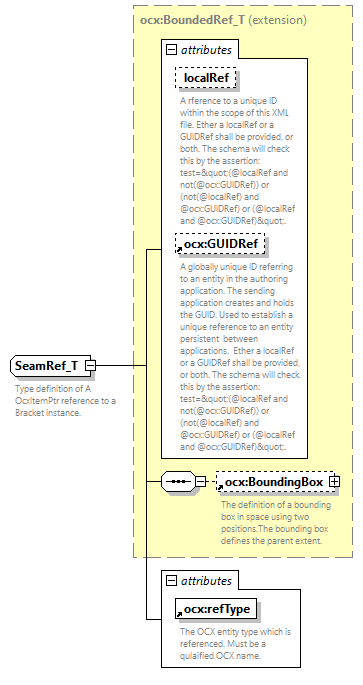 ocx:BoundedRef_T (extension)
attributes
localRef
A rference to a unique ID
within the scope of this XML
file. Ether a localRef or a
GUIDRef shall be provided, or
both. The schema will check
this by the assertion:
test=&quot;(@localRef and
not(@ocx:GUIDRef)) or
(not(@localRef) and
@ocx:GUIDRef) or (@localRef
and @ocx:GUIDRef)&quot;.
ocx:GUIDRef
A globally unique ID referring
to an entity in the authoring
application. The sending
application creates and holds
the GUID. Used to establish a
unique reference to an entity
persistent between
applications. Ether a localRef
or a GUIDRef shall be provided,
or both. The schema will check
this by the assertion:
test=&quot;(@localRef and
not(@ocx:GUIDRef)) or
(not(@localRef) and
@ocx:GUIDRef) or (@localRef
and @ocx:GUIDRef)&quot;.
SeamRef_T
Type definition of A
OcxItemPtr reference to a
Bracket instance.
ocx:BoundingBox
The definition of a bounding
box in space using two
positions.The bounding box
defines the parent extent.
attributes
ocx:refType
The OCX entity type which is
referenced. Must be a
qulaified OCX name.